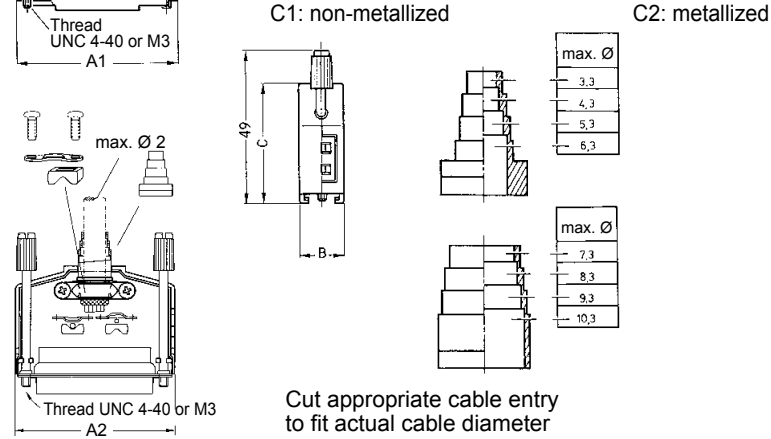 C1: non-metallized
C2: metallized
Thread
UNC 4-40 or M3
A1
max. Ø 2
49
C
B
max. Ø
3,3
4,3
5,3
6,3
max. Ø
7,3
8,3
9,3
10,3
Thread UNC 4-40 or M3
A2
Cut appropriate cable entry
to fit actual cable diameter